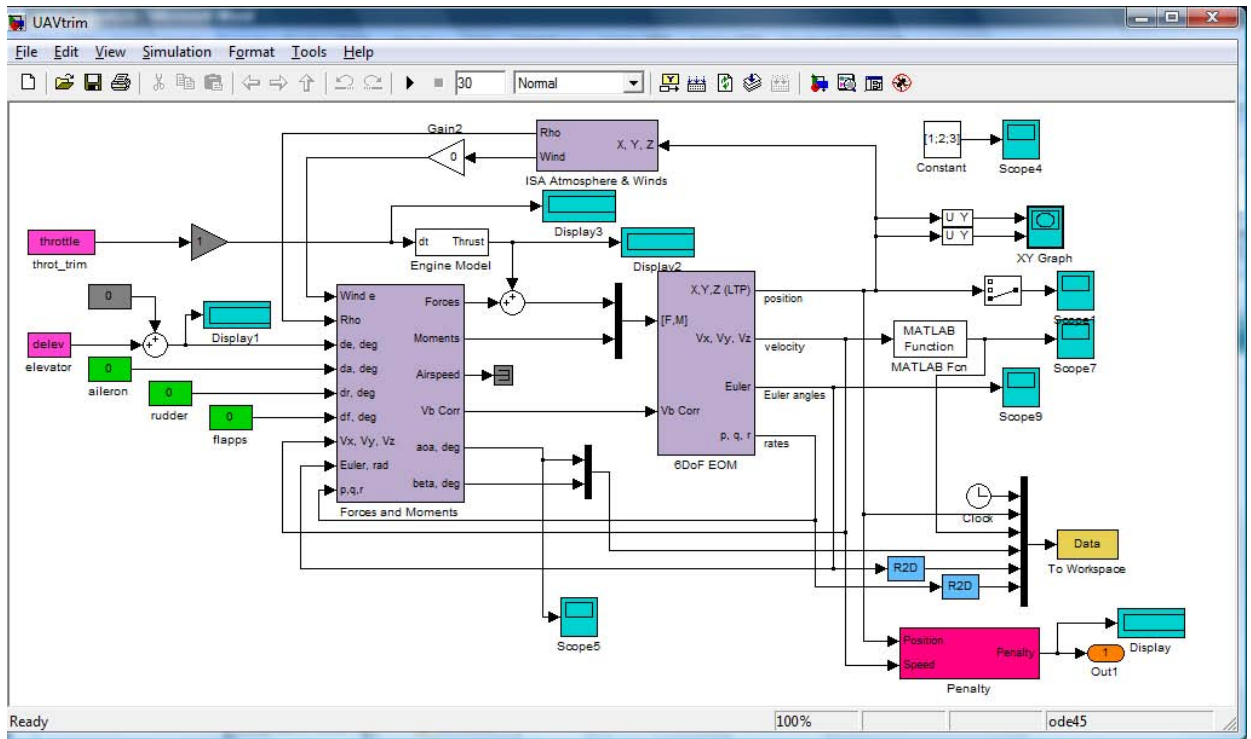 UAVtrim
File Edit View Simulation Format Tools Help
30 Normal
Gain2
0
Rho
Wind
X, Y, Z
ISA Atmosphere & Winds
[1;2;3]
Constant
Scope4
throttle
throt_trim
1
Display3
dt Thrust
Engine Model
Display2
U Y
U Y
XY Graph
0
delev
elevator
Display1
0
aileron
0
rudder
0
flapps
Wind e
Rho
de, deg
da, deg
dr, deg
df, deg
Vx, Vy, Vz
Euler, rad
p,q,r
Forces
Moments
Airspeed
Vb Corr
aoa, deg
beta, deg
Forces and Moments
[F,M]
Vb Corr
X,Y,Z (LTP)
Vx, Vy, Vz
Euler
p, q, r
6DoF EOM
position
velocity
Euler angles
rates
Scope1
MATLAB
Function
MATLAB Fcn
Scope7
Scope9
Clock
Data
To Workspace
R2D
R2D
Scope5
Position
Speed
Penalty
Penalty
Display
1
Out1
Ready 100% ode45